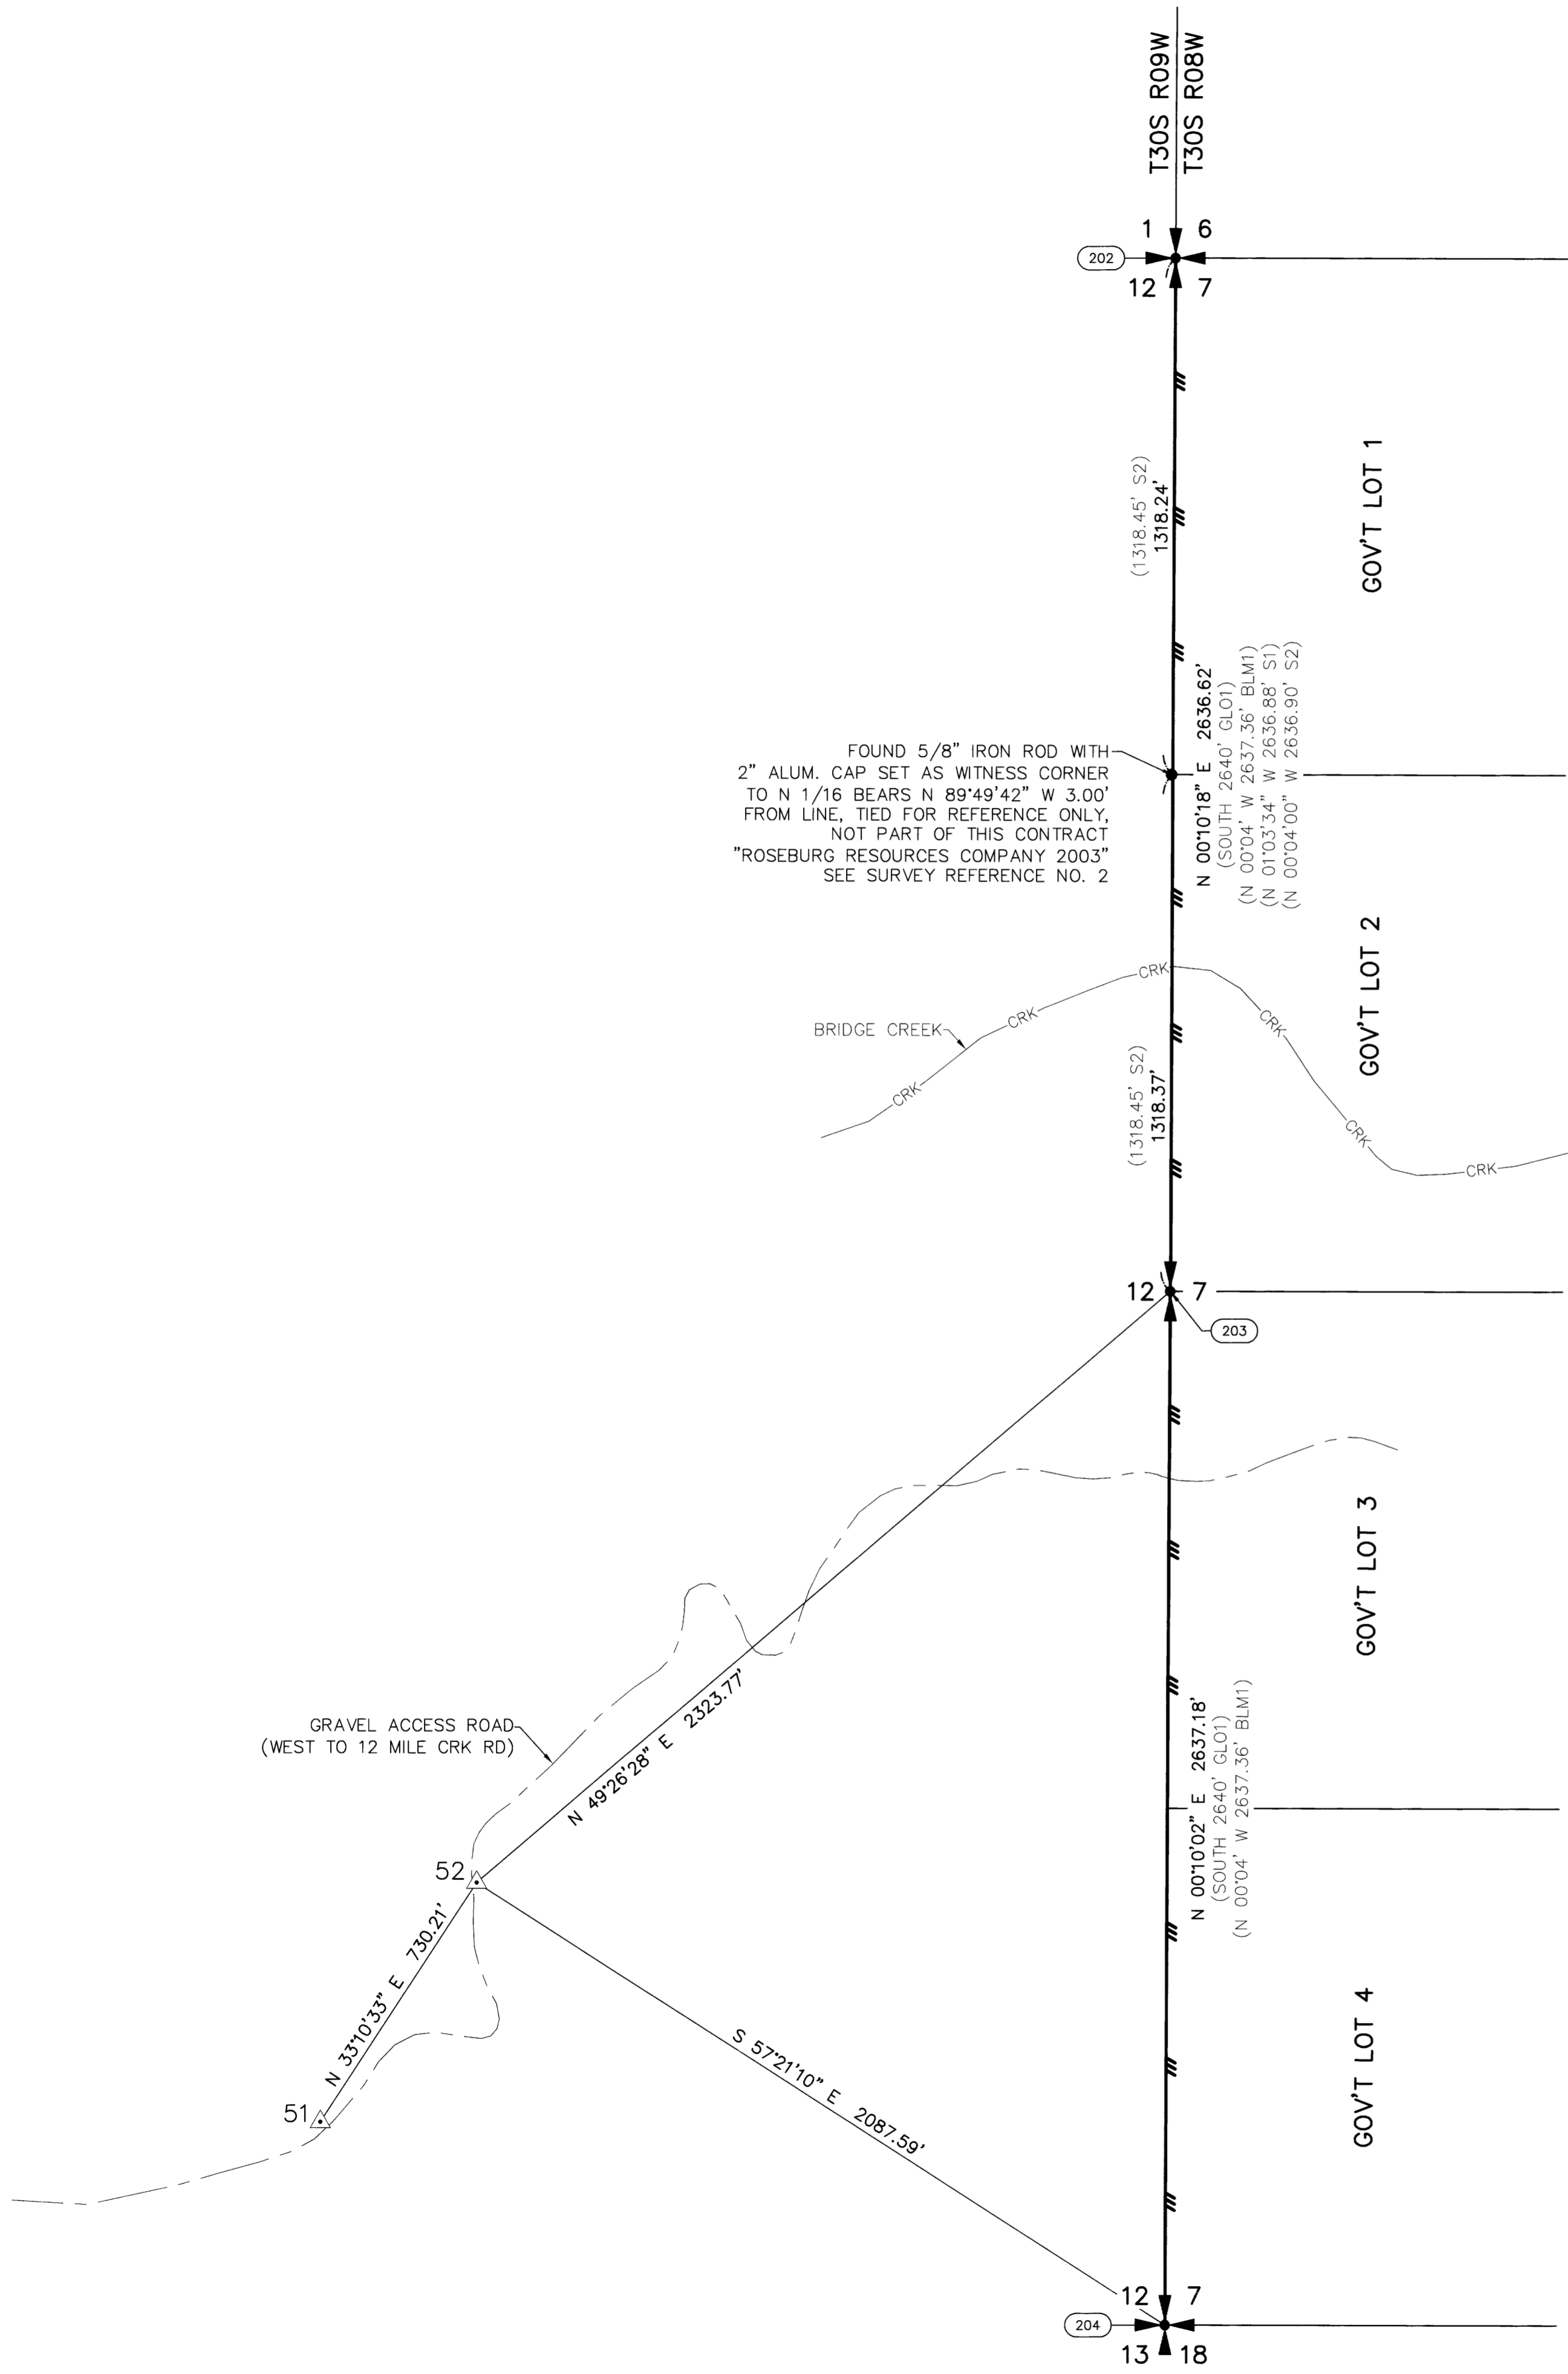 T30S R09W
T30S R08W
1 6
202
12 7
(1318.45' S2)
1318.24'
GOV'T LOT 1
FOUND 5/8" IRON ROD WITH
2" ALUM. CAP SET AS WITNESS CORNER
TO N 1/16 BEARS N 89°49'42" W 3.00'
FROM LINE, TIED FOR REFERENCE ONLY,
NOT PART OF THIS CONTRACT
"ROSEBURG RESOURCES COMPANY 2003"
SEE SURVEY REFERENCE NO. 2
N 00°10'18" E 2636.62'
(SOUTH 2640' GLO1)
(N 00°04' W 2637.36' BLM1)
(N 01°03'34" W 2636.88' S1)
(N 00°04'00" W 2636.90' S2)
GOV'T LOT 2
CRK
CRK
CRK
BRIDGE CREEK
CRK
CRK
CRK
(1318.45' S2)
1318.37'
12 7
203
GOV'T LOT 3
GRAVEL ACCESS ROAD
(WEST TO 12 MILE CRK RD)
N 49°26'28" E 2323.77'
N 00°10'02" E 2637.18'
(SOUTH 2640' GLO1)
(N 00°04' W 2637.36' BLM1)
52
N 33°10'33" E 730.21'
51
S 57°21'10" E 2087.59'
GOV'T LOT 4
12 7
204
13 18